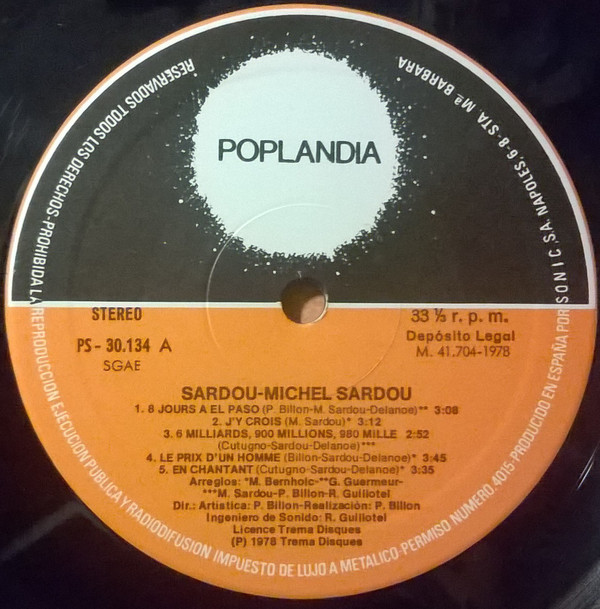 POPLANDIA
RESERVADOS TODOS LOS DERECHOS-PROHIBIDA LA REPRODUCCION EJECUCION PUBLICA Y RADIODIFUSION IMPUESTO DE LUJO A METALICO-PERMISO NUMERO. 4015-PRODUCIDO EN ESPAÑA POR S O N I C, S.A. NAPOLES, 6-8-STA. Mª BARBARA
STEREO
33 ⅓ r. p. m.
PS - 30.134 A
Depósito Legal
SGAE
M. 41.704-1978
SARDOU-MICHEL SARDOU
1. 8 JOURS A EL PASO (P. Billon-M. Sardou-Delanoe)** 3:08
2. J'Y CROIS (M. Sardou)* 3:12
3. 6 MILLIARDS, 900 MILLIONS, 980 MILLE 2:52
(Cutugno-Sardou-Delanoe)***
4. LE PRIX D'UN HOMME (Billon-Sardou-Delanoe)* 3:45
5. EN CHANTANT (Cutugno-Sardou-Delanoe)* 3:35
Arreglos: *M. Bernholc-**G. Guermeur-
***M. Sardou-P. Billon-R. Guillotel
Dir.: Artística: P. Billon-Realización: P. Billon
Ingeniero de Sonido: R. Guillotel
Licence Trema Disques
(P) 1978 Trema Disques